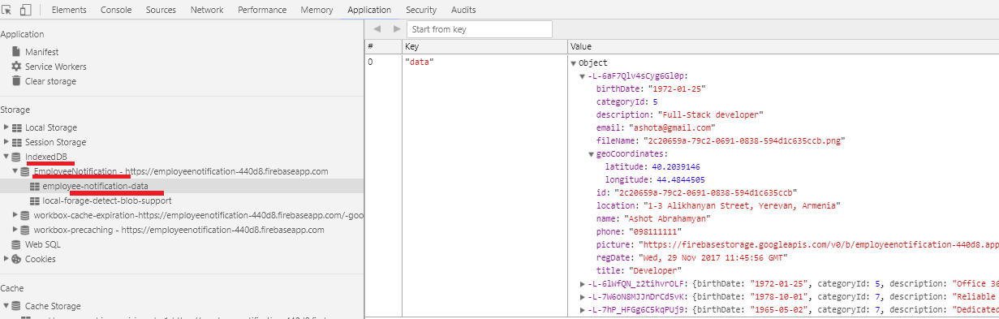 Elements Console Sources Network Performance Memory Application Security Audits
Application
Manifest
Service Workers
Clear storage
Storage
Local Storage
Session Storage
IndexedDB
EmployeeNotification - https://employeenotification-440d8.firebaseapp.com
employee-notification-data
local-forage-detect-blob-support
workbox-cache-expiration-https://employeenotification-440d8.firebaseapp.com/-goo
workbox-precaching - https://employeenotification-440d8.firebaseapp.com
Web SQL
Cookies
Cache
Cache Storage
Start from key
# Key Value
0 "data" Object
-L-6aF7Qlv4sCyg6Gl0p:
birthDate: "1972-01-25"
categoryId: 5
description: "Full-Stack developer"
email: "ashota@gmail.com"
fileName: "2c20659a-79c2-0691-0838-594d1c635ccb.png"
geoCoordinates:
latitude: 40.2039146
longitude: 44.4844505
id: "2c20659a-79c2-0691-0838-594d1c635ccb"
location: "1-3 Alikhanyan Street, Yerevan, Armenia"
name: "Ashot Abrahamyan"
phone: "098111111"
picture: "https://firebasestorage.googleapis.com/v0/b/employeenotification-440d8.app
regDate: "Wed, 29 Nov 2017 11:45:56 GMT"
title: "Developer"
-L-6lWfQN_z2tihvrOLF: {birthDate: "1972-01-25", categoryId: 5, description: "Office 36
-L-7W6oN8MJJnDrCd5vK: {birthDate: "1978-10-01", categoryId: 7, description: "Reliable
-L-7hP_HFGg6C5kqPUj9: {birthDate: "1965-05-02", categoryId: 7, description: "Dedicate